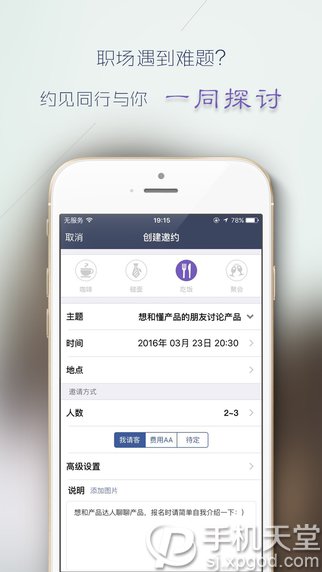 职场遇到难题?
约见同行与你 一同探讨
无服务 19:15 78%
取消 创建邀约
咖啡 碰面 吃饭 聚会
主题 想和懂产品的朋友讨论产品
时间 2016年 03月 23日 20:30
地点
邀请方式
人数 2~3
我请客 费用AA 待定
高级设置
说明 添加图片
想和产品达人聊聊产品，报名时请简单自我介绍一下：)
手机天堂
sj.xpgod.com